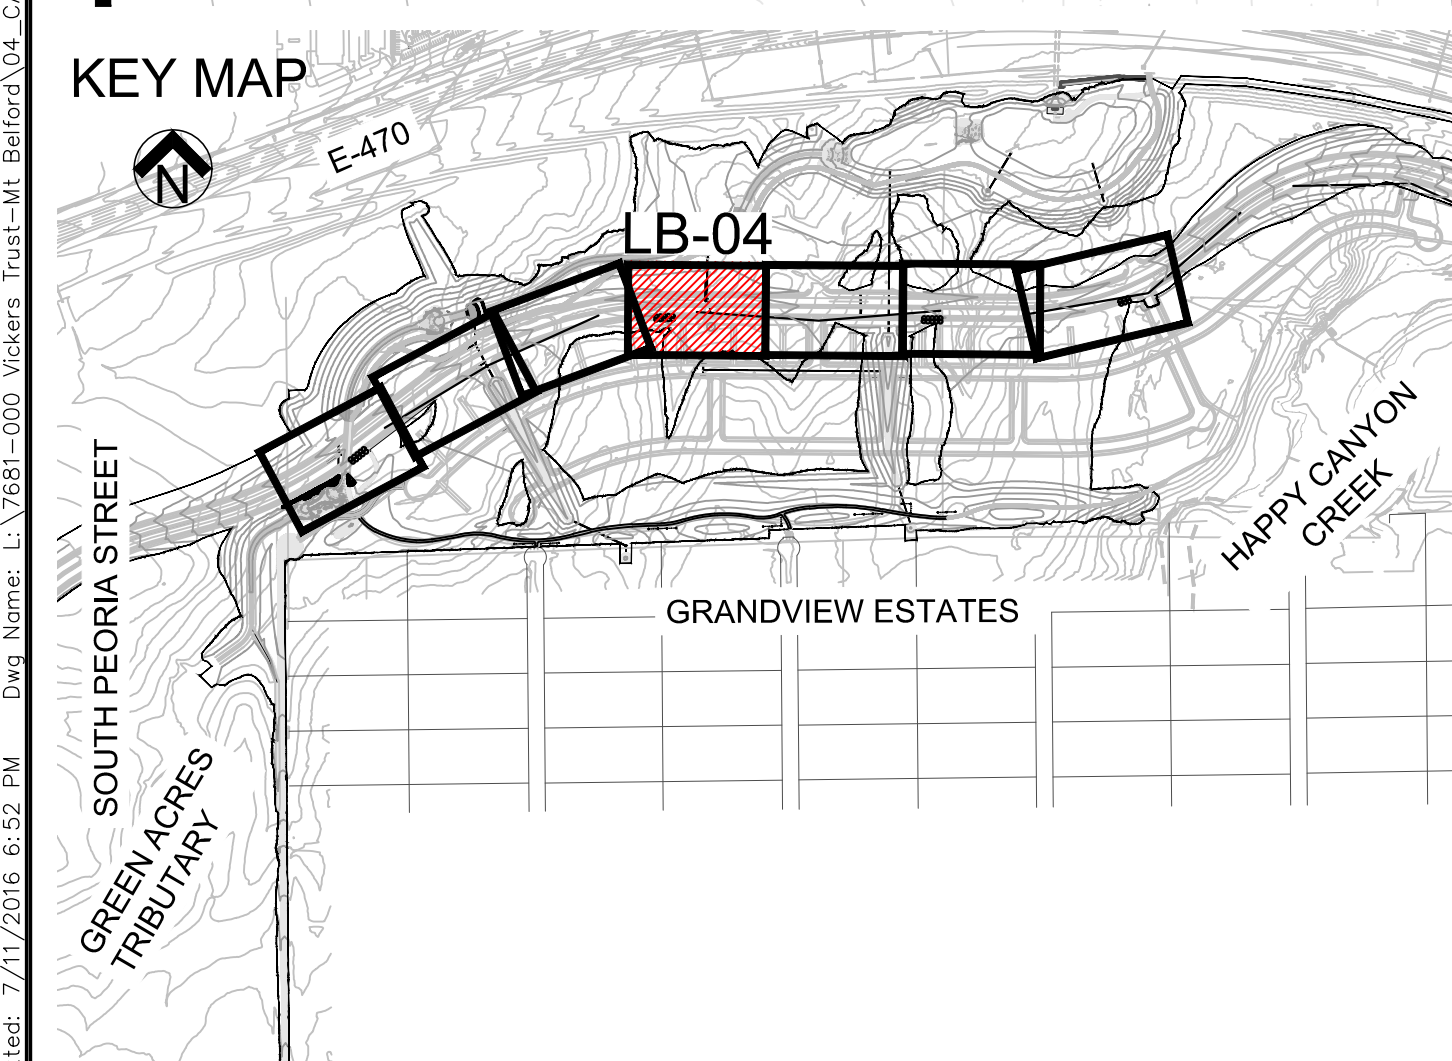 KEY MAP
N
E-470
LB-04
SOUTH PEORIA STREET
GREEN ACRES
TRIBUTARY
HAPPY CANYON
CREEK
GRANDVIEW ESTATES
ted: 7/11/2016 6:52 PM Dwg Name: L:\7681-000 Vickers Trust-Mt Belford\04_CA